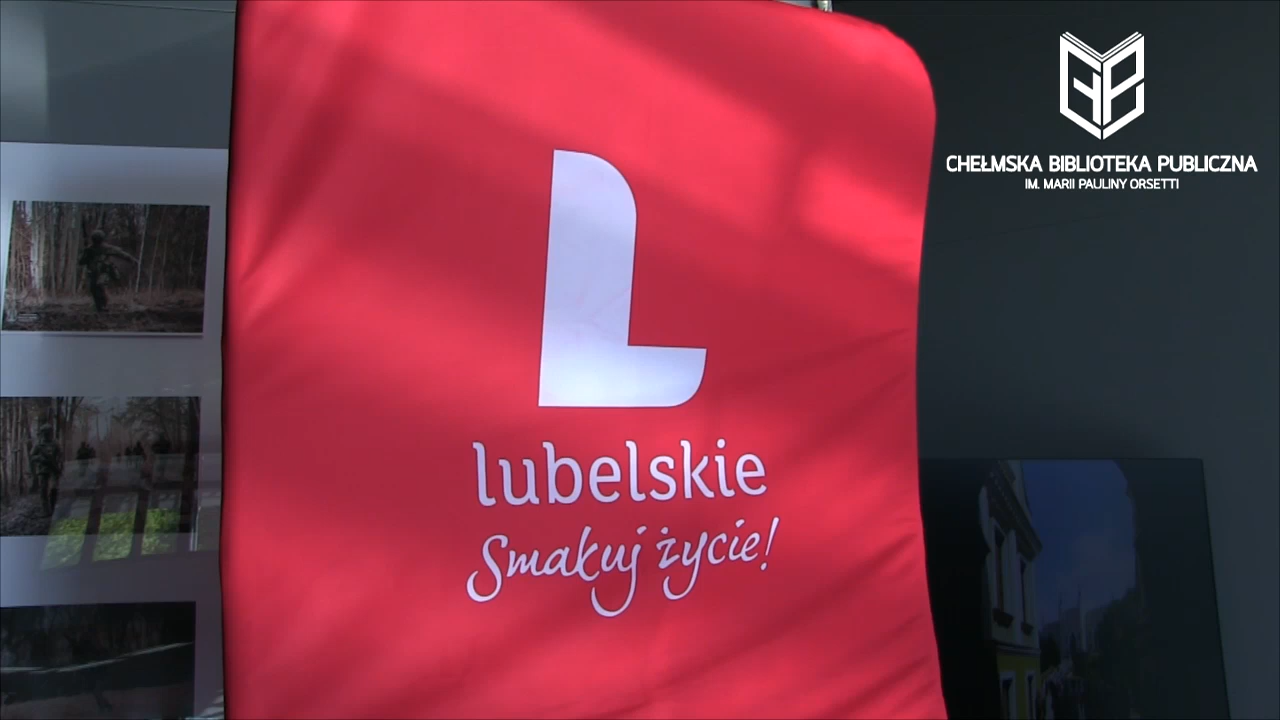 CHEŁMSKA BIBLIOTEKA PUBLICZNA
IM. MARII PAULINY ORSETTI
L
lubelskie
Smakuj życie!